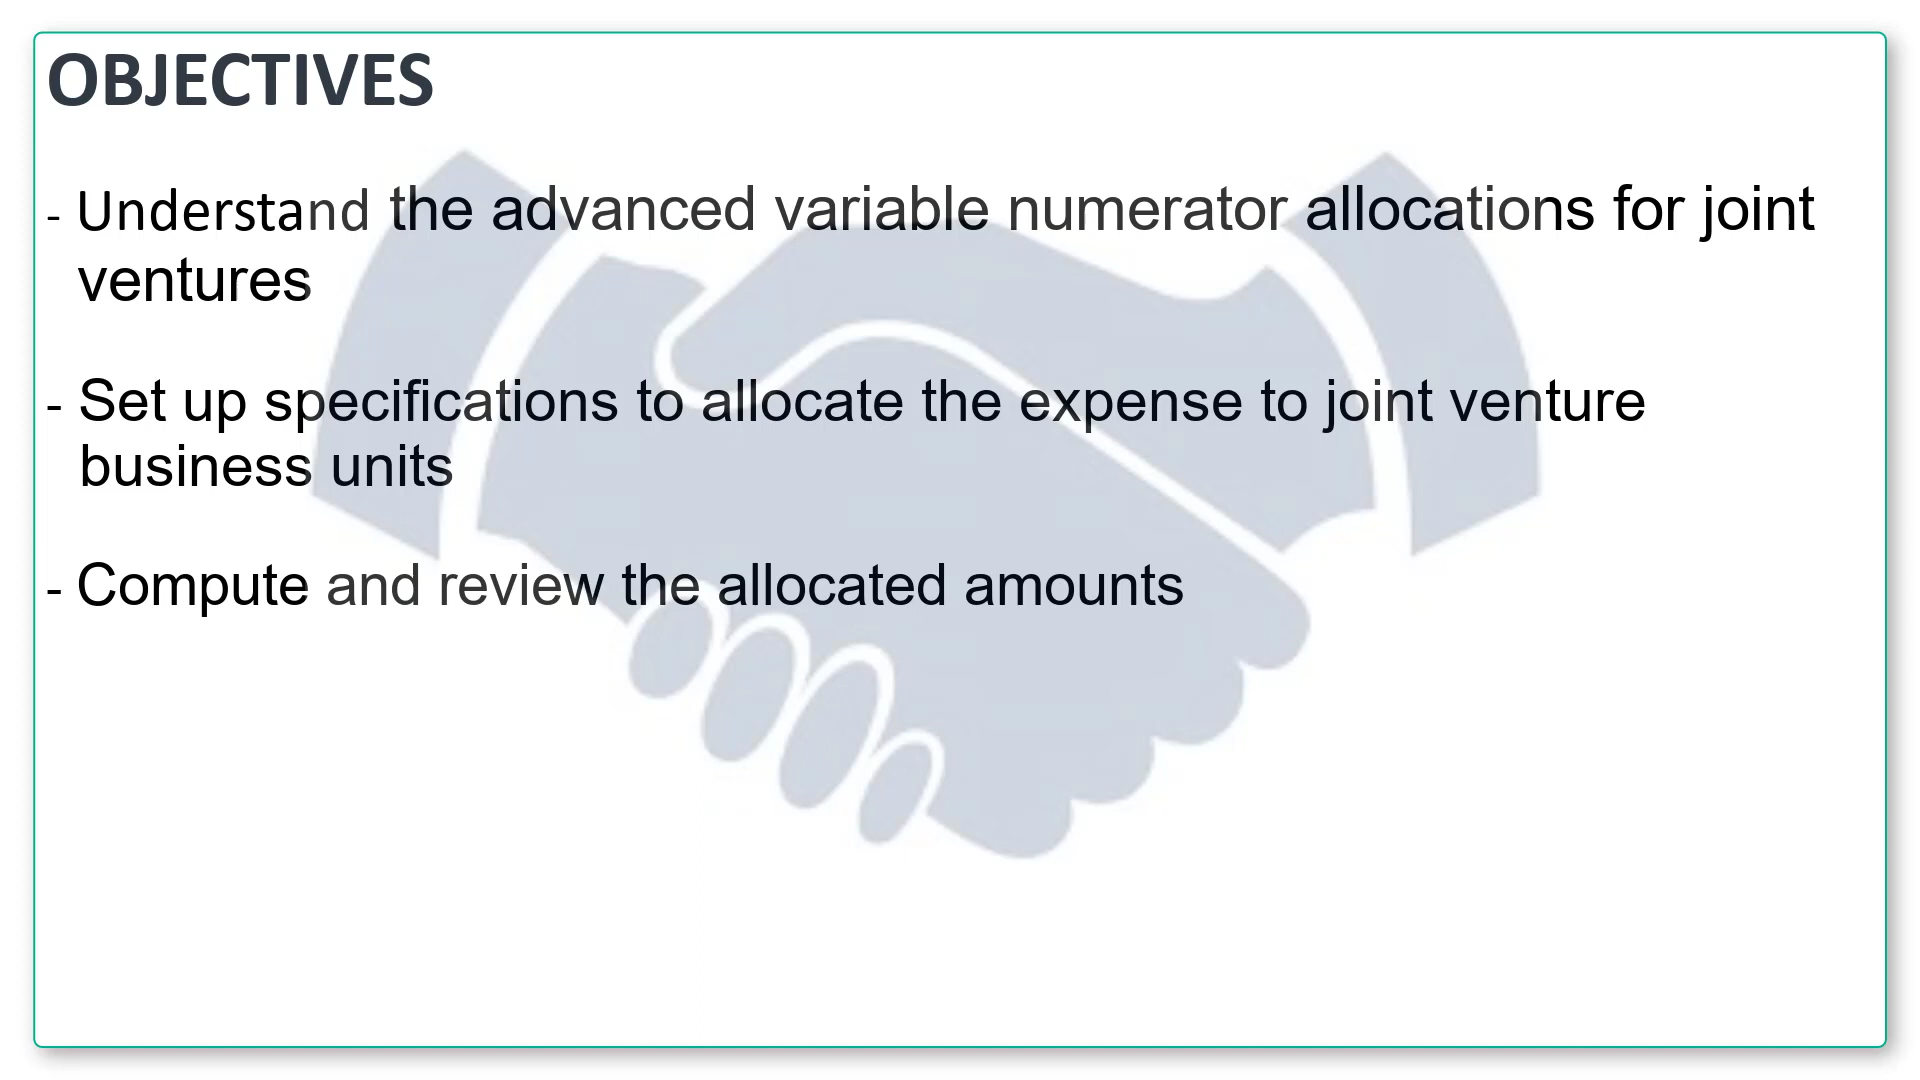 OBJECTIVES
- Understand the advanced variable numerator allocations for joint
ventures
- Set up specifications to allocate the expense to joint venture
business units
- Compute and review the allocated amounts